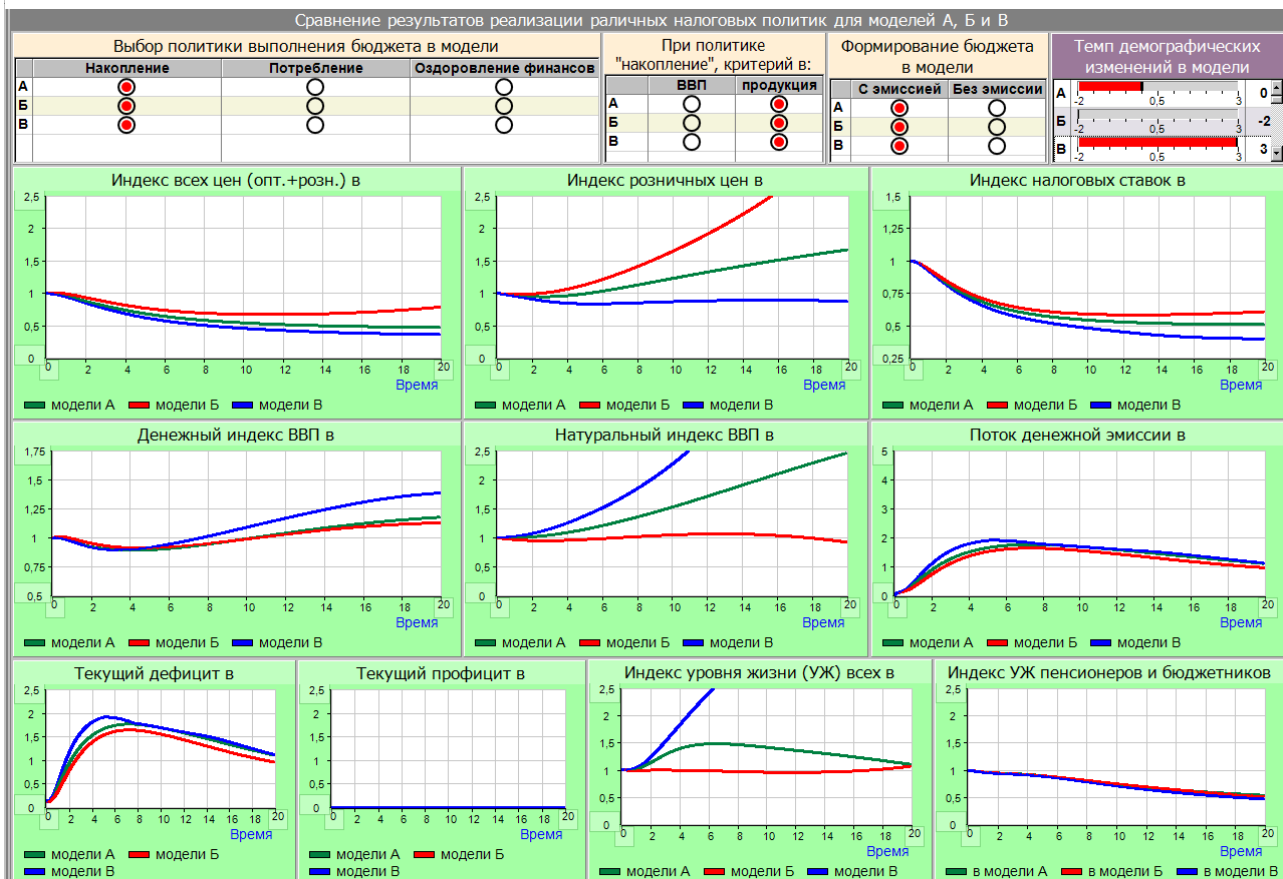 Сравнение результатов реализации раличных налоговых политик для моделей А, Б и В
Выбор политики выполнения бюджета в модели
Накопление Потребление Оздоровление финансов
А
Б
В
При политике
"накопление", критерий в:
ВВП продукция
А
Б
В
Формирование бюджета
в модели
С эмиссией Без эмиссии
А
Б
В
Темп демографических
изменений в модели
А -2 0,5 3 0
Б -2 0,5 3 -2
В -2 0,5 3 3
Индекс всех цен (опт.+розн.) в
2,5
2
1,5
1
0,5
0
0 2 4 6 8 10 12 14 16 18 20
Время
модели А модели Б модели В
Индекс розничных цен в
2,5
2
1,5
1
0,5
0
0 2 4 6 8 10 12 14 16 18 20
Время
модели А модели Б модели В
Индекс налоговых ставок в
1,5
1,25
1
0,75
0,5
0,25
0 2 4 6 8 10 12 14 16 18 20
Время
модели А модели Б модели В
Денежный индекс ВВП в
1,75
1,5
1,25
1
0,75
0,5
0 2 4 6 8 10 12 14 16 18 20
Время
модели А модели Б модели В
Натуральный индекс ВВП в
2,5
2
1,5
1
0,5
0
0 2 4 6 8 10 12 14 16 18 20
Время
модели А модели Б модели В
Поток денежной эмиссии в
5
4
3
2
1
0
0 2 4 6 8 10 12 14 16 18 20
Время
модели А модели Б модели В
Текущий дефицит в
2,5
2
1,5
1
0,5
0
0 2 4 6 8 10 12 14 16 18 20
Время
модели А модели Б
модели В
Текущий профицит в
2,5
2
1,5
1
0,5
0
0 2 4 6 8 10 12 14 16 18 20
Время
модели А модели Б
модели В
Индекс уровня жизни (УЖ) всех в
2,5
2
1,5
1
0,5
0
0 2 4 6 8 10 12 14 16 18 20
Время
модели А модели Б модели В
Индекс УЖ пенсионеров и бюджетников
2,5
2
1,5
1
0,5
0
0 2 4 6 8 10 12 14 16 18 20
Время
в модели А в модели Б в модели В